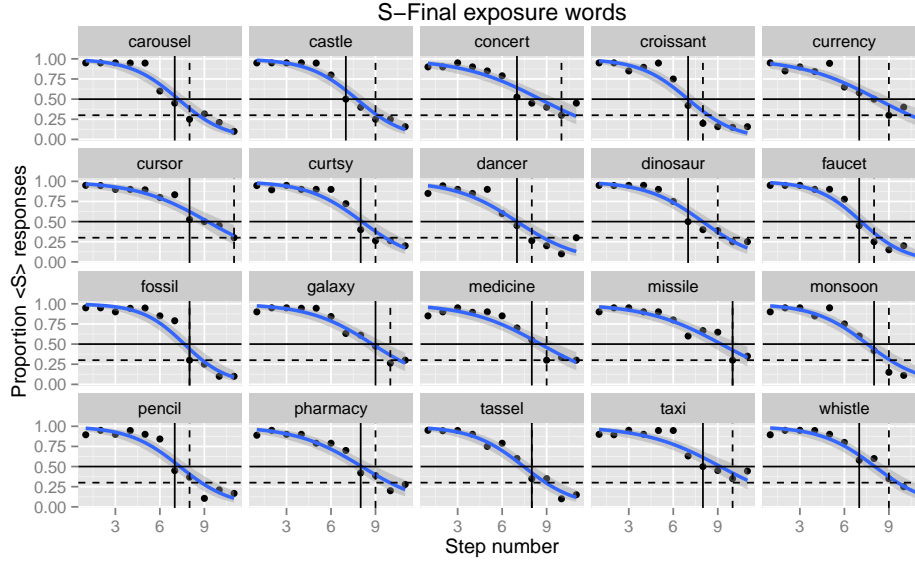 S−Final exposure words
carousel castle concert croissant currency
1.00
0.75
0.50
0.25
0.00
cursor curtsy dancer dinosaur faucet
1.00
0.75
0.50
0.25
0.00
fossil galaxy medicine missile monsoon
1.00
0.75
0.50
0.25
0.00
pencil pharmacy tassel taxi whistle
1.00
0.75
0.50
0.25
0.00
3 6 9 3 6 9 3 6 9 3 6 9 3 6 9
Step number
Proportion <S> responses